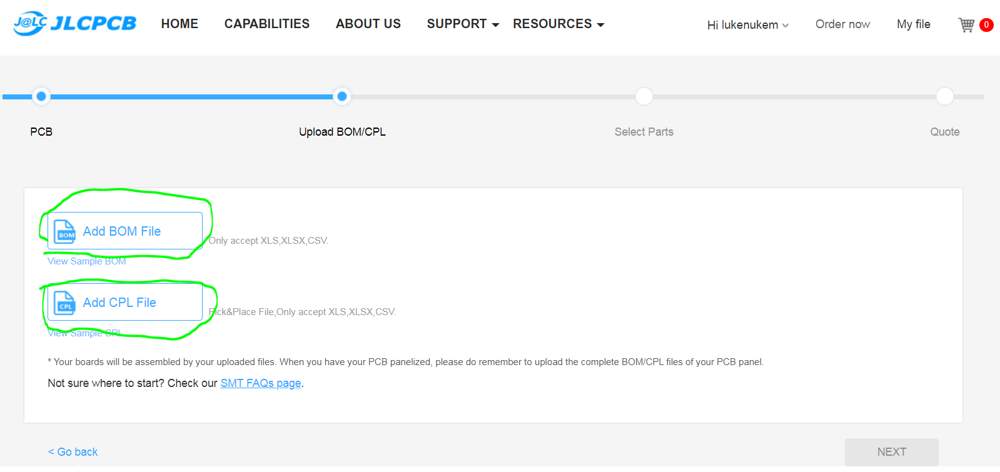 J@LC JLCPCB HOME CAPABILITIES ABOUT US SUPPORT RESOURCES Hi lukenukem Order now My file 0
PCB Upload BOM/CPL Select Parts Quote
BOM Add BOM File
Only accept XLS,XLSX,CSV.
View Sample BOM
CPL Add CPL File
Pick&Place File,Only accept XLS,XLSX,CSV.
View Sample CPL
* Your boards will be assembled by your uploaded files. When you have your PCB panelized, please do remember to upload the complete BOM/CPL files of your PCB panel.
Not sure where to start? Check our SMT FAQs page.
< Go back NEXT